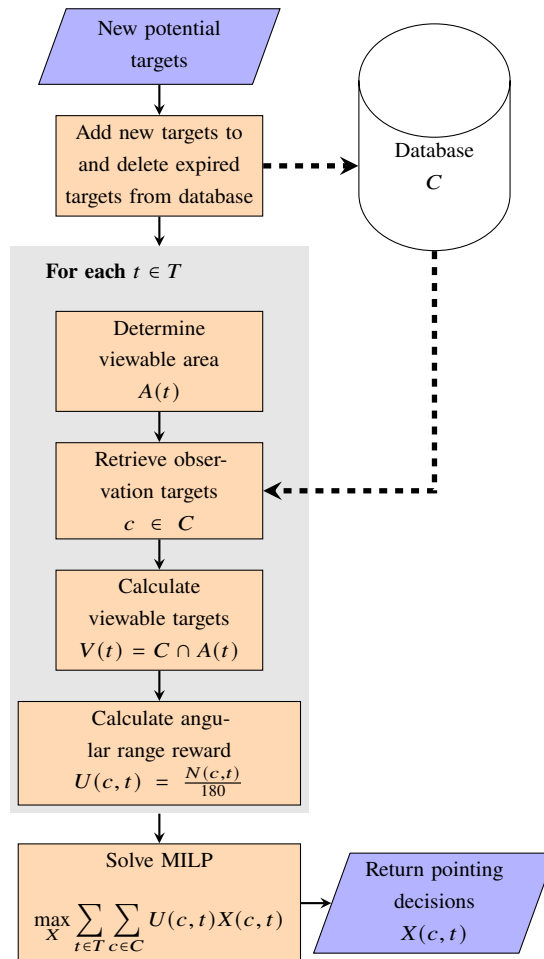 New potential
targets
Add new targets to
and delete expired
targets from database
Database
C
For each t ∈ T
Determine
viewable area
A(t)
Retrieve obser-
vation targets
c ∈ C
Calculate
viewable targets
V(t) = C ∩ A(t)
Calculate angu-
lar range reward
U(c, t) = N(c,t)/180
Solve MILP
max_X ∑_{t∈T} ∑_{c∈C} U(c, t)X(c, t)
Return pointing
decisions
X(c, t)